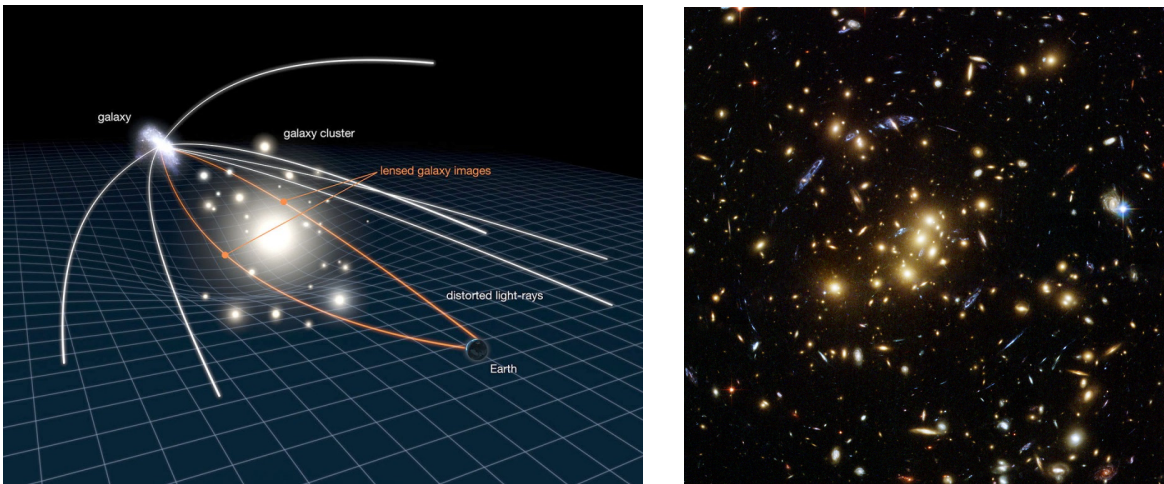 galaxy
galaxy cluster
lensed galaxy images
distorted light-rays
Earth